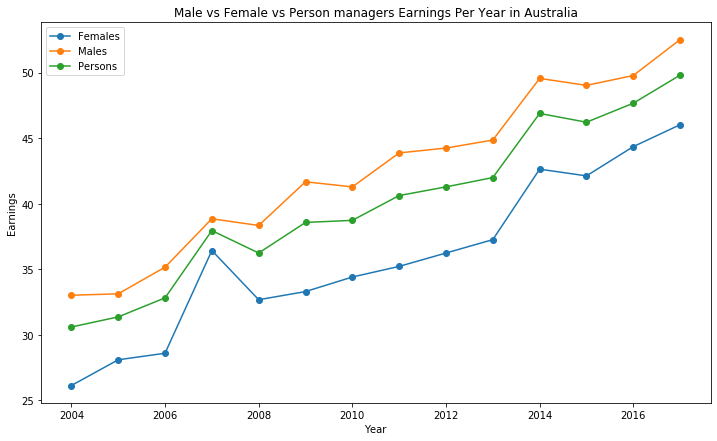 Male vs Female vs Person managers Earnings Per Year in Australia
Females
Males
Persons
50
45
40
35
30
25
Earnings
2004 2006 2008 2010 2012 2014 2016
Year